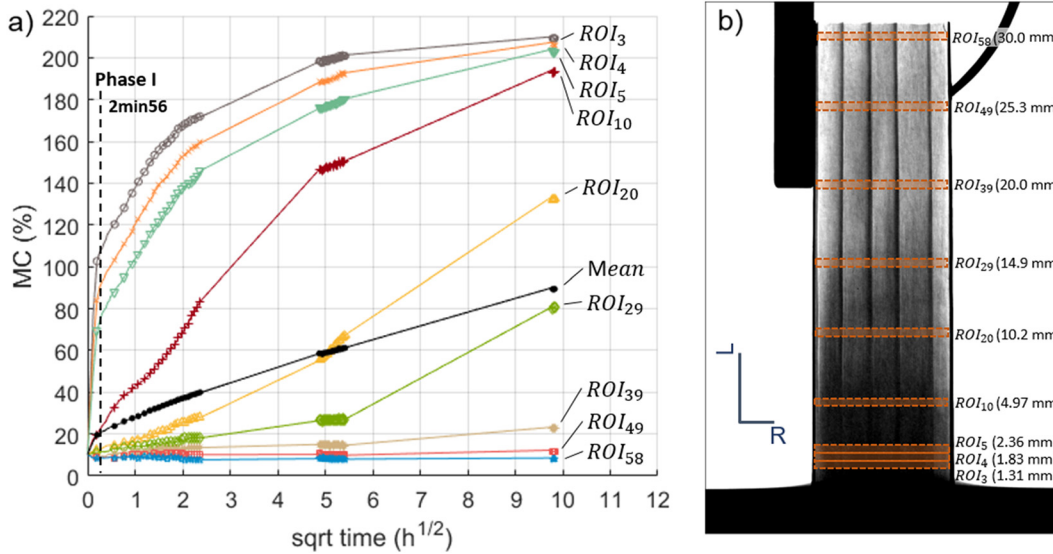 a)
220
200
180
160
140
120
100
80
60
40
20
0
MC (%)
Phase I
2min56
ROI3
ROI4
ROI5
ROI10
ROI20
Mean
ROI29
ROI39
ROI49
ROI58
0 1 2 3 4 5 6 7 8 9 10 11 12
sqrt time (h^1/2)
b)
ROI58 (30.0 mm
ROI49 (25.3 mm
ROI39 (20.0 mm
ROI29 (14.9 mm
ROI20 (10.2 mm
ROI10 (4.97 mm
ROI5 (2.36 mm
ROI4 (1.83 mm
ROI3 (1.31 mm
L
R